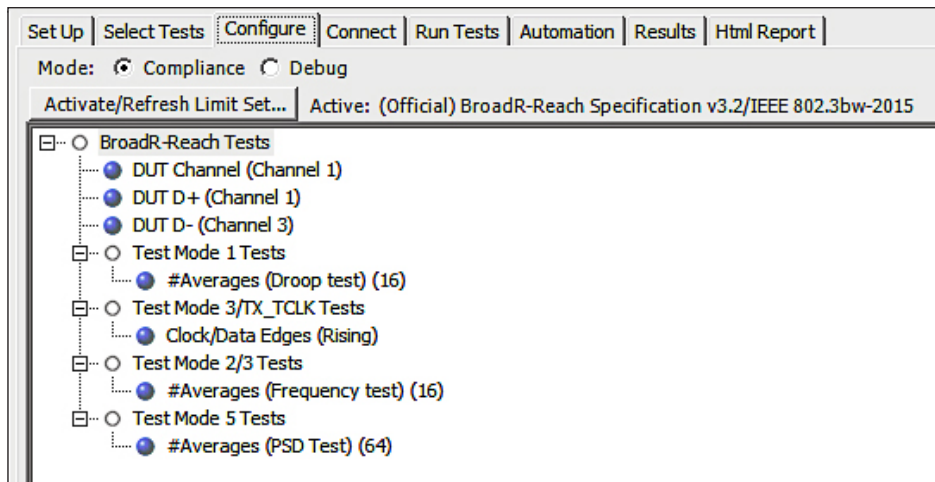 Set Up Select Tests Configure Connect Run Tests Automation Results Html Report
Mode: Compliance Debug
Activate/Refresh Limit Set... Active: (Official) BroadR-Reach Specification v3.2/IEEE 802.3bw-2015
BroadR-Reach Tests
DUT Channel (Channel 1)
DUT D+ (Channel 1)
DUT D- (Channel 3)
Test Mode 1 Tests
#Averages (Droop test) (16)
Test Mode 3/TX_TCLK Tests
Clock/Data Edges (Rising)
Test Mode 2/3 Tests
#Averages (Frequency test) (16)
Test Mode 5 Tests
#Averages (PSD Test) (64)